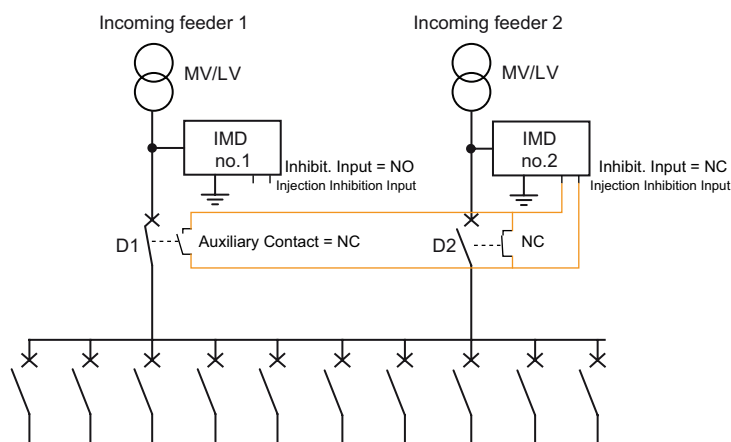 Incoming feeder 1
Incoming feeder 2
MV/LV
MV/LV
IMD
no.1
Inhibit. Input = NO
Injection Inhibition Input
IMD
no.2
Inhibit. Input = NC
Injection Inhibition Input
D1
Auxiliary Contact = NC
D2
NC